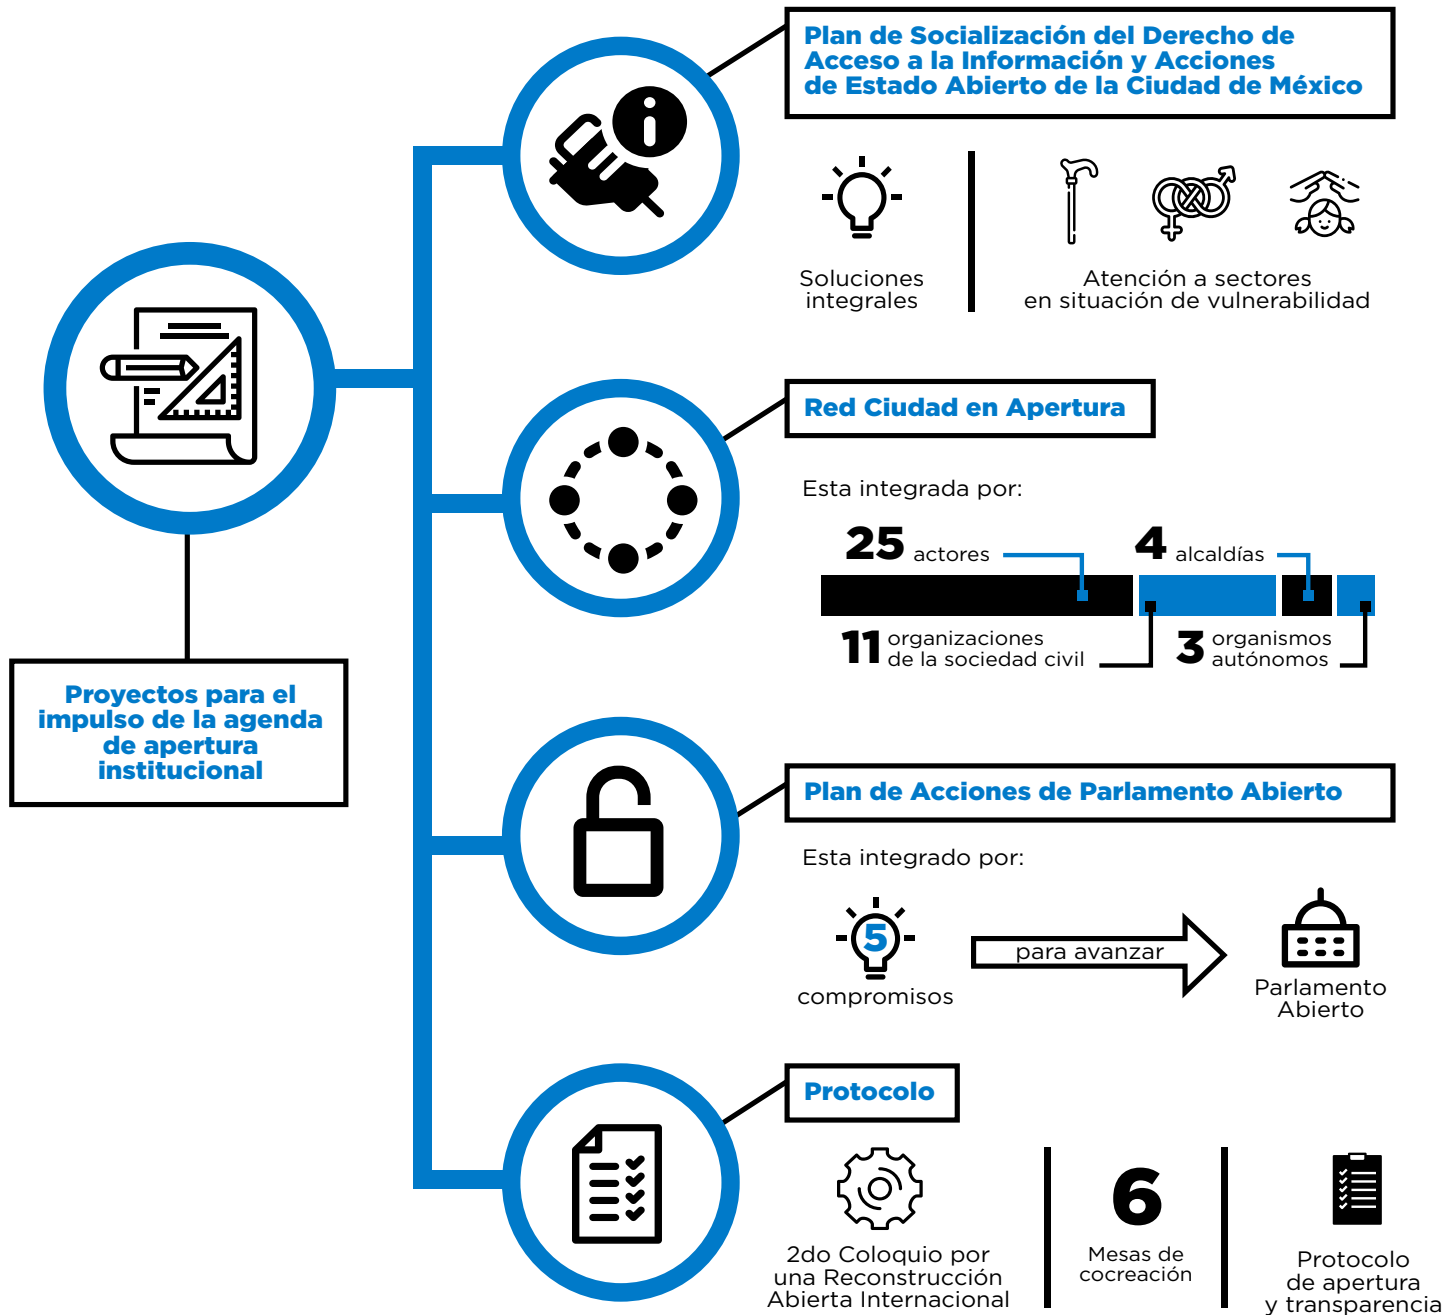 Plan de Socialización del Derecho de
Acceso a la Información y Acciones
de Estado Abierto de la Ciudad de México
Soluciones
integrales
Atención a sectores
en situación de vulnerabilidad
Proyectos para el
impulso de la agenda
de apertura
institucional
Red Ciudad en Apertura
Esta integrada por:
25 actores
4 alcaldías
11 organizaciones
de la sociedad civil
3 organismos
autónomos
Plan de Acciones de Parlamento Abierto
Esta integrado por:
5
compromisos
para avanzar
Parlamento
Abierto
Protocolo
2do Coloquio por
una Reconstrucción
Abierta Internacional
6
Mesas de
cocreación
Protocolo
de apertura
y transparencia